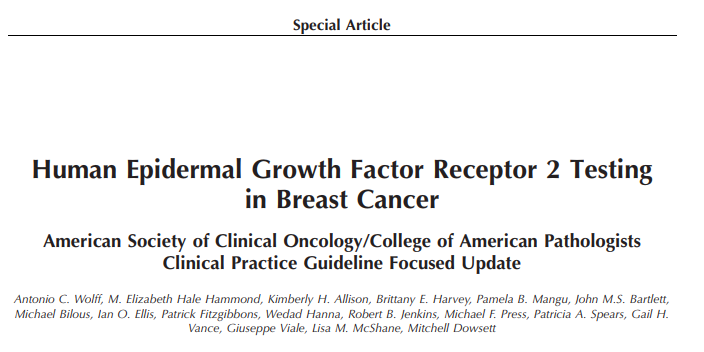 Special Article
Human Epidermal Growth Factor Receptor 2 Testing
in Breast Cancer
American Society of Clinical Oncology/College of American Pathologists
Clinical Practice Guideline Focused Update
Antonio C. Wolff, M. Elizabeth Hale Hammond, Kimberly H. Allison, Brittany E. Harvey, Pamela B. Mangu, John M.S. Bartlett,
Michael Bilous, Ian O. Ellis, Patrick Fitzgibbons, Wedad Hanna, Robert B. Jenkins, Michael F. Press, Patricia A. Spears, Gail H.
Vance, Giuseppe Viale, Lisa M. McShane, Mitchell Dowsett